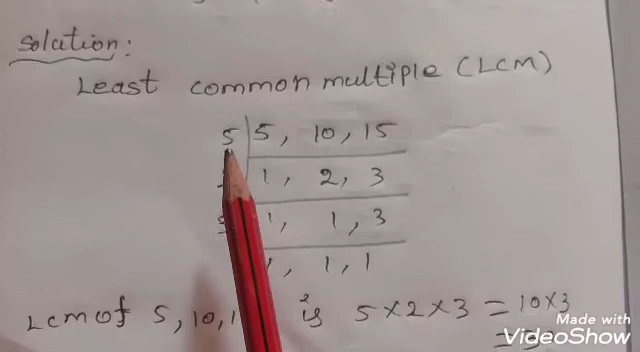 Solution:
Least common multiple (LCM)
5 | 5, 10, 15
1, 2, 3
1, 1, 3
1, 1
Lcm of 5, 10, 1 is 5 × 2 × 3 = 10 × 3
=
Made with
VideoShow